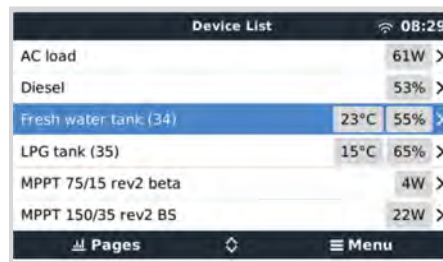 Device List 08:29
AC load 61W
Diesel 53%
Fresh water tank (34) 23°C 55%
LPG tank (35) 15°C 65%
MPPT 75/15 rev2 beta 4W
MPPT 150/35 rev2 BS 22W
Pages Menu